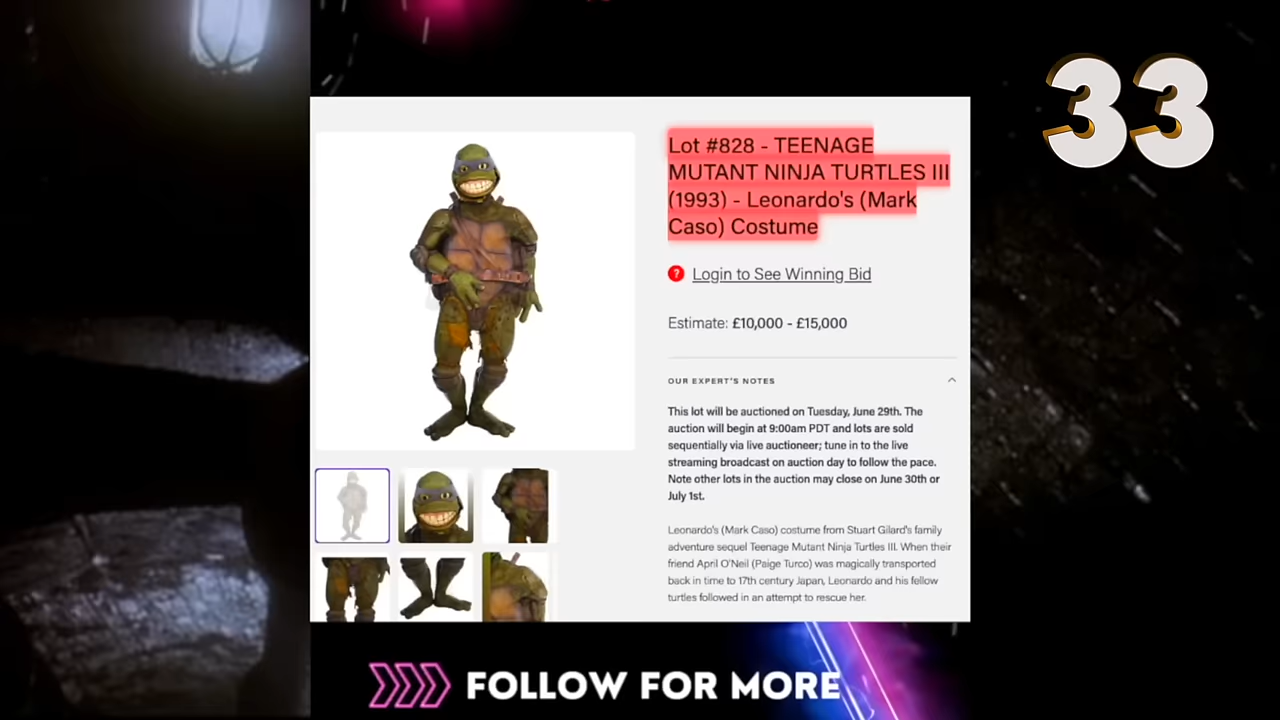 33
Lot #828 - TEENAGE
MUTANT NINJA TURTLES III
(1993) - Leonardo's (Mark
Caso) Costume
? Login to See Winning Bid
Estimate: £10,000 - £15,000
OUR EXPERT'S NOTES
This lot will be auctioned on Tuesday, June 29th. The
auction will begin at 9:00am PDT and lots are sold
sequentially via live auctioneer; tune in to the live
streaming broadcast on auction day to follow the pace.
Note other lots in the auction may close on June 30th or
July 1st.
Leonardo's (Mark Caso) costume from Stuart Gilard's family
adventure sequel Teenage Mutant Ninja Turtles III. When their
friend April O'Neil (Paige Turco) was magically transported
back in time to 17th century Japan, Leonardo and his fellow
turtles followed in an attempt to rescue her.
FOLLOW FOR MORE